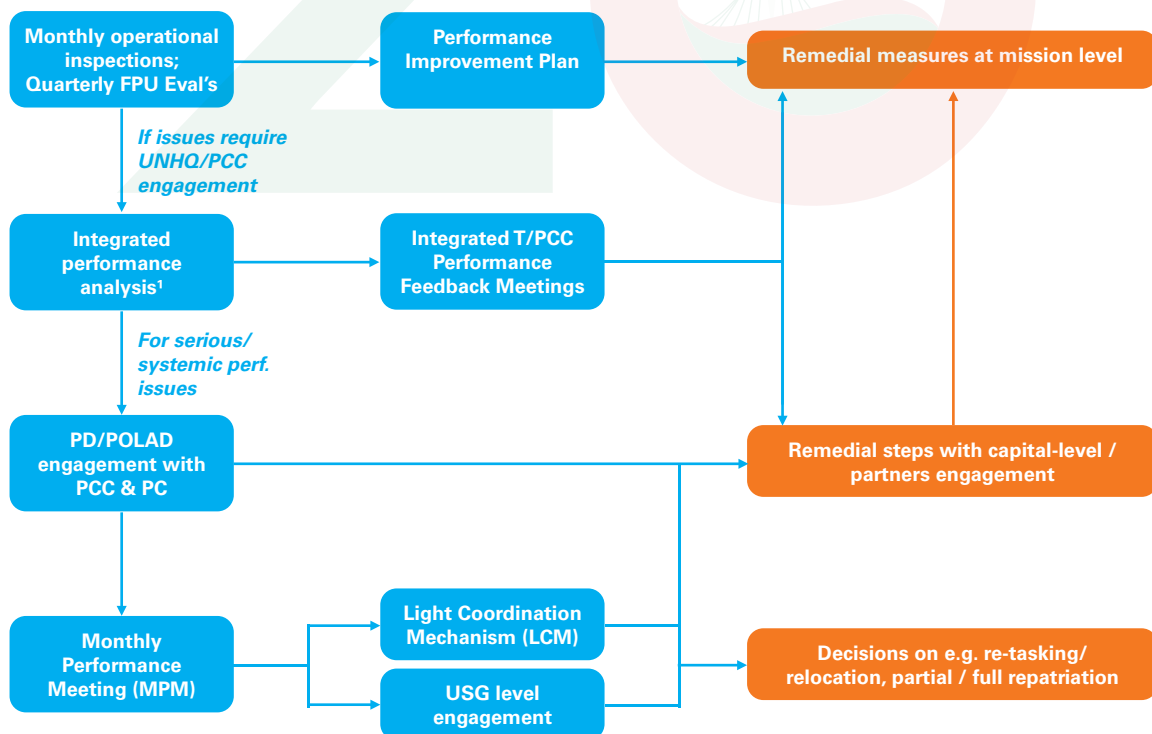 Monthly operational
inspections;
Quarterly FPU Eval's
Performance
Improvement Plan
Remedial measures at mission level
If issues require
UNHQ/PCC
engagement
Integrated
performance
analysis¹
Integrated T/PCC
Performance
Feedback Meetings
For serious/
systemic perf.
issues
PD/POLAD
engagement with
PCC & PC
Remedial steps with capital-level /
partners engagement
Monthly
Performance
Meeting (MPM)
Light Coordination
Mechanism (LCM)
USG level
engagement
Decisions on e.g. re-tasking/
relocation, partial / full repatriation